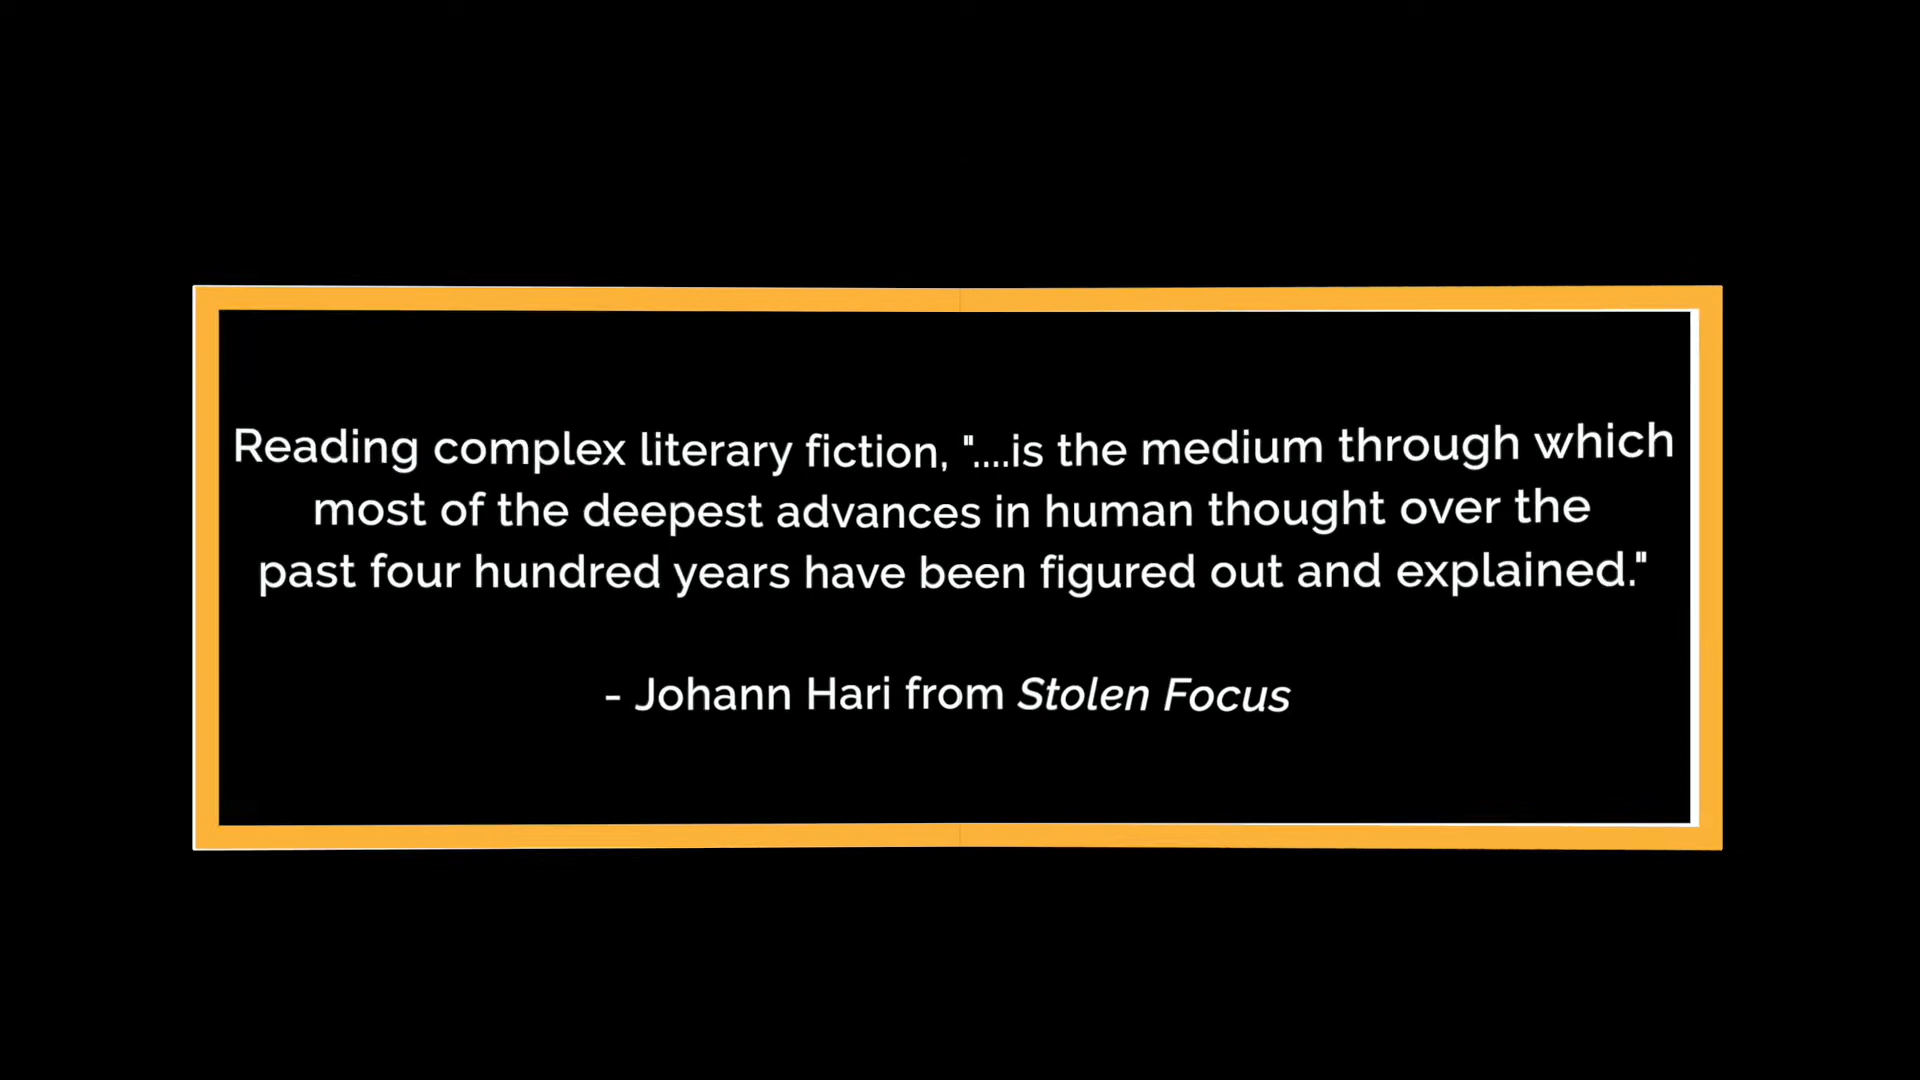 Reading complex literary fiction, "....is the medium through which
most of the deepest advances in human thought over the
past four hundred years have been figured out and explained."
- Johann Hari from Stolen Focus